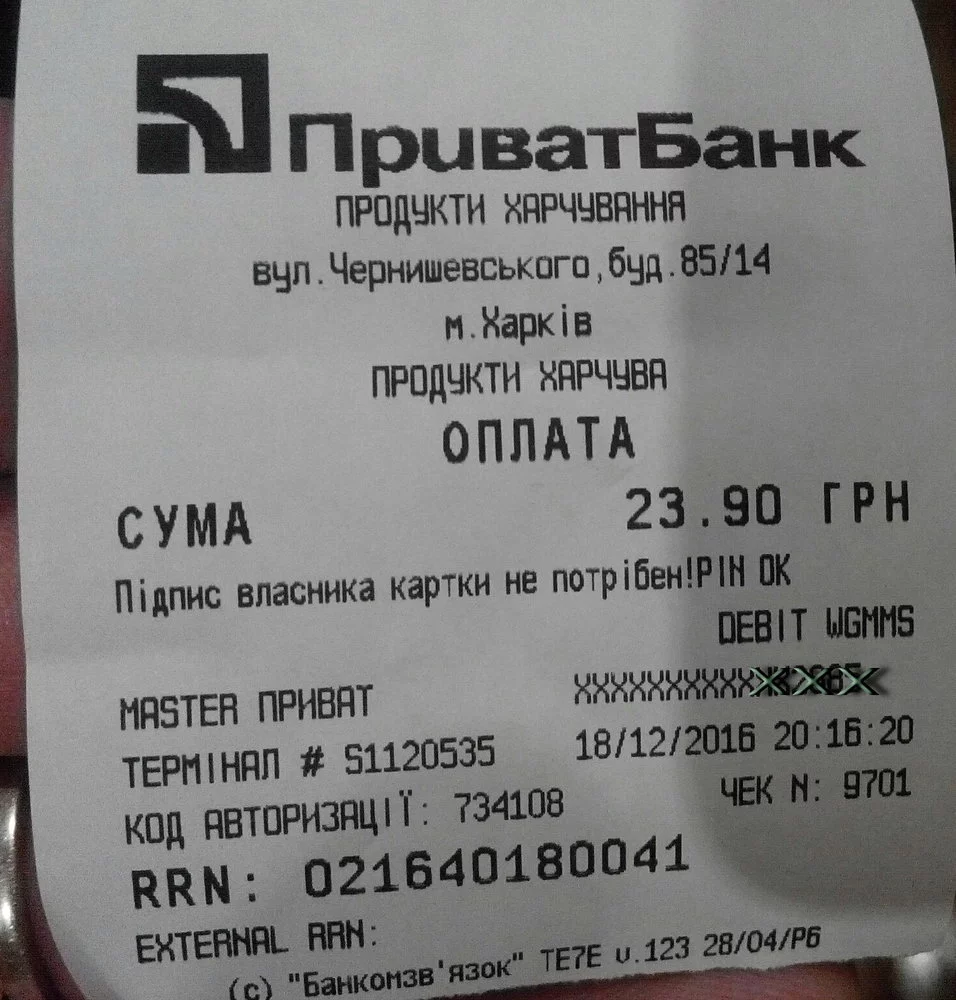 ПриватБанк
ПРОДУКТИ ХАРЧУВАННЯ
вул.Чернишевського,буд.85/14
м.Харків
ПРОДУКТИ ХАРЧУВА
ОПЛАТА
СУМА 23.90 ГРН
Підпис власника картки не потрібен!PIN OK
DEBIT WGMMS
MASTER ПРИВАТ XXXXXXXXXXX
ТЕРМІНАЛ # S1120535 18/12/2016 20:16:20
КОД АВТОРИЗАЦІЇ: 734108 ЧЕК N: 9701
RRN: 021640180041
EXTERNAL RRN:
(c) "Банкомзв'язок" TE7E v.123 28/04/P6